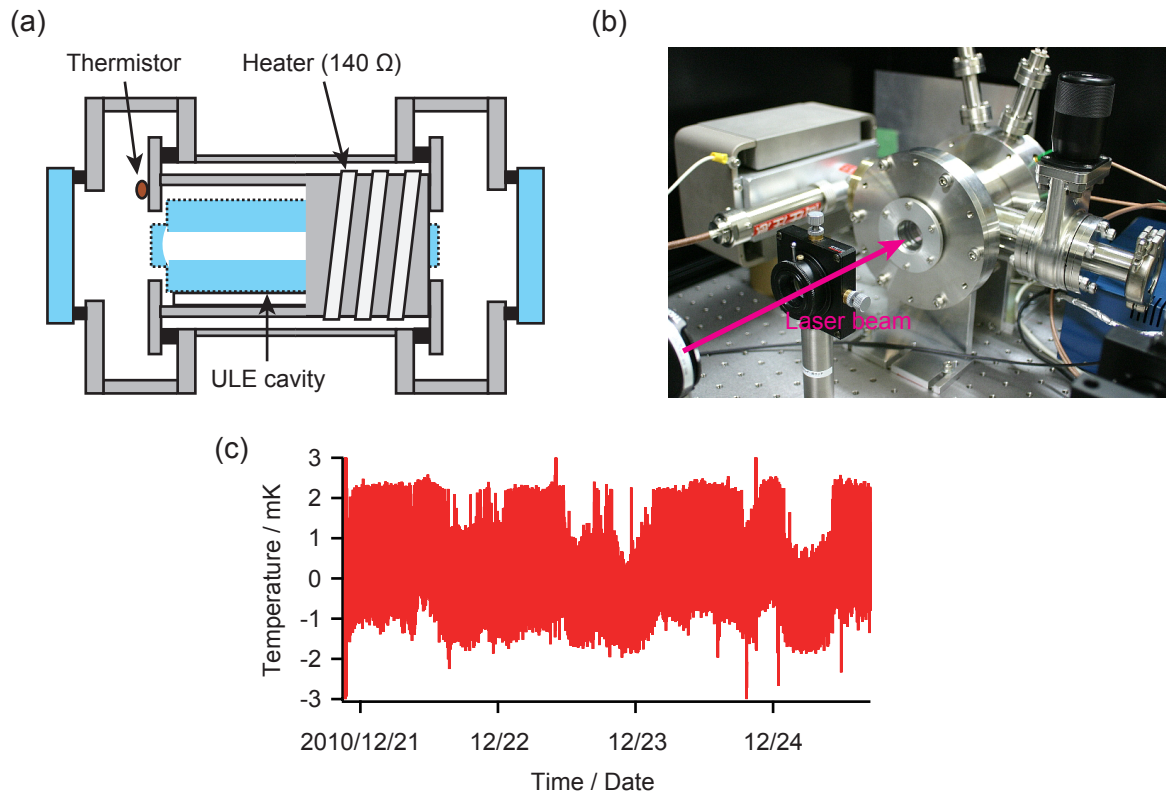 (a)
(b)
Thermistor
Heater (140 Ω)
ULE cavity
Laser beam
(c)
Temperature / mK
3
2
1
0
-1
-2
-3
2010/12/21
12/22
12/23
12/24
Time / Date